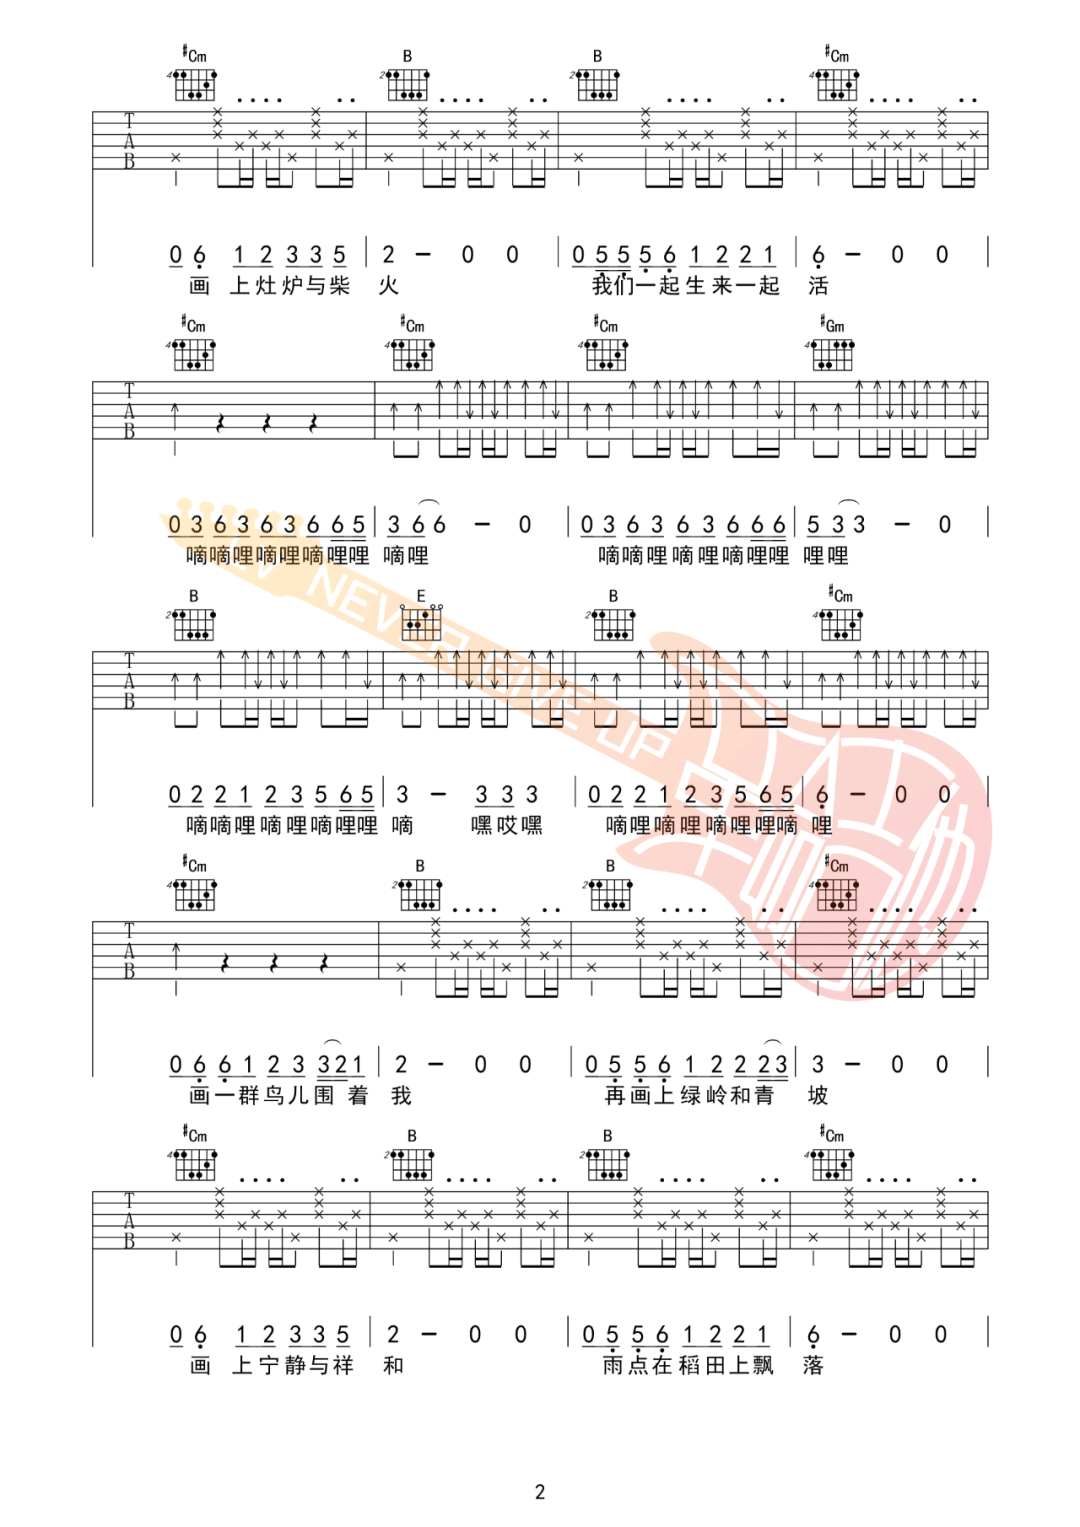 #Cm B B #Cm
4 2 2 4
T
A
B
0 6 1 2 3 3 5 | 2 – 0 0 | 0 5 5 5 6 1 2 2 1 | 6 – 0 0 |
画 上灶炉与柴 火 我们一起生来一起 活
#Cm #Cm #Cm #Gm
4 4 4 4
T
A
B
0 3 6 3 6 3 6 6 5 | 3 6 6 – 0 | 0 3 6 3 6 3 6 6 6 | 5 3 3 – 0 |
嘀嘀哩嘀哩嘀哩哩 嘀哩 嘀嘀哩嘀哩嘀哩哩 哩哩
B E B #Cm
2 2 4
T
A
B
0 2 2 1 2 3 5 6 5 | 3 – 3 3 3 | 0 2 2 1 2 3 5 6 5 | 6 – 0 0 |
嘀嘀哩嘀哩嘀哩哩 嘀 嘿哎嘿 嘀哩嘀哩嘀哩哩嘀 哩
#Cm B B #Cm
4 2 2 4
T
A
B
0 6 6 1 2 3 3 2 1 | 2 – 0 0 | 0 5 5 6 1 2 2 2 3 | 3 – 0 0 |
画一群鸟儿围 着 我 再画上绿岭和青 坡
#Cm B B #Cm
4 2 2 4
T
A
B
0 6 1 2 3 3 5 | 2 – 0 0 | 0 5 5 6 1 2 2 1 | 6 – 0 0 |
画 上宁静与祥 和 雨点在稻田上飘 落
NEVER GIVE UP
2